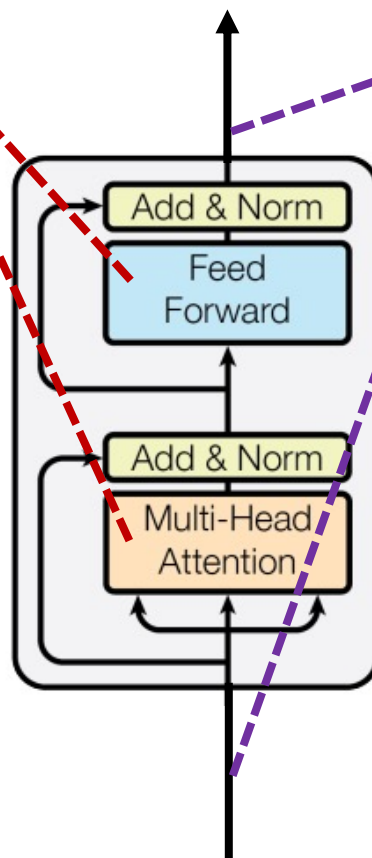 Add & Norm
Feed
Forward
Add & Norm
Multi-Head
Attention